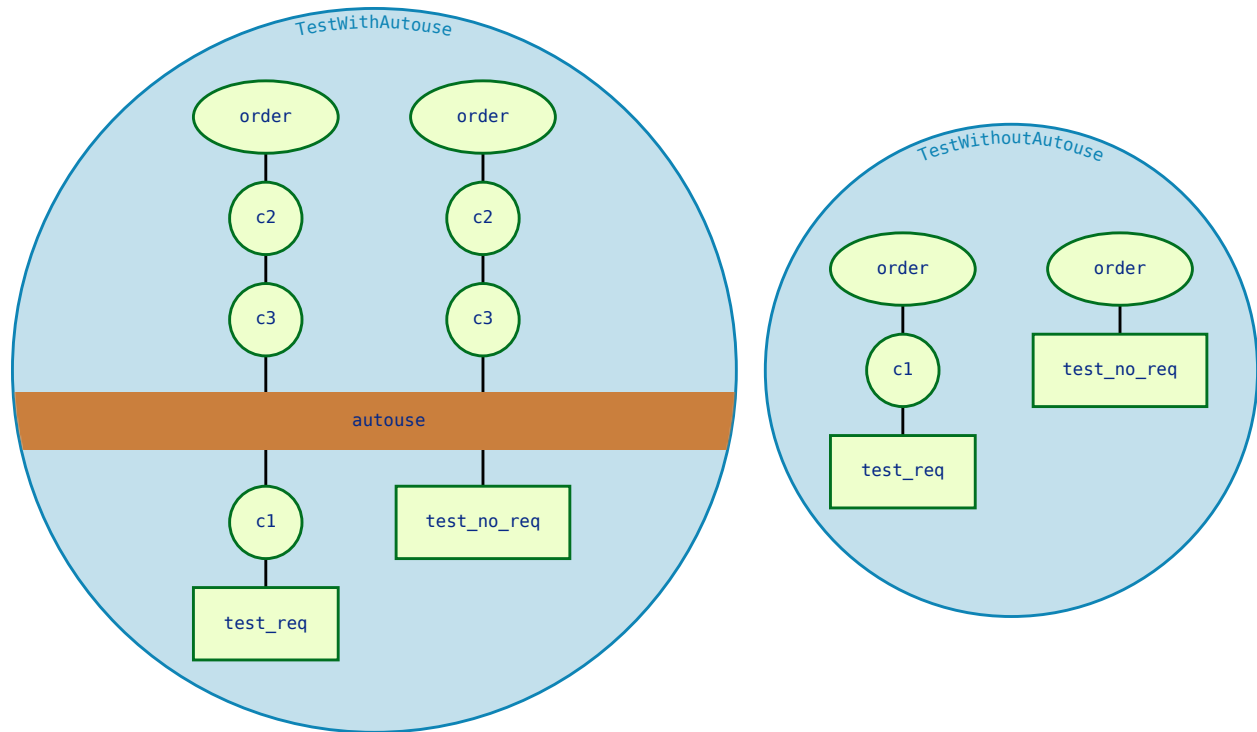 TestWithAutouse
order
order
c2
c2
c3
c3
autouse
c1
test_no_req
test_req
TestWithoutAutouse
order
order
c1
test_no_req
test_req